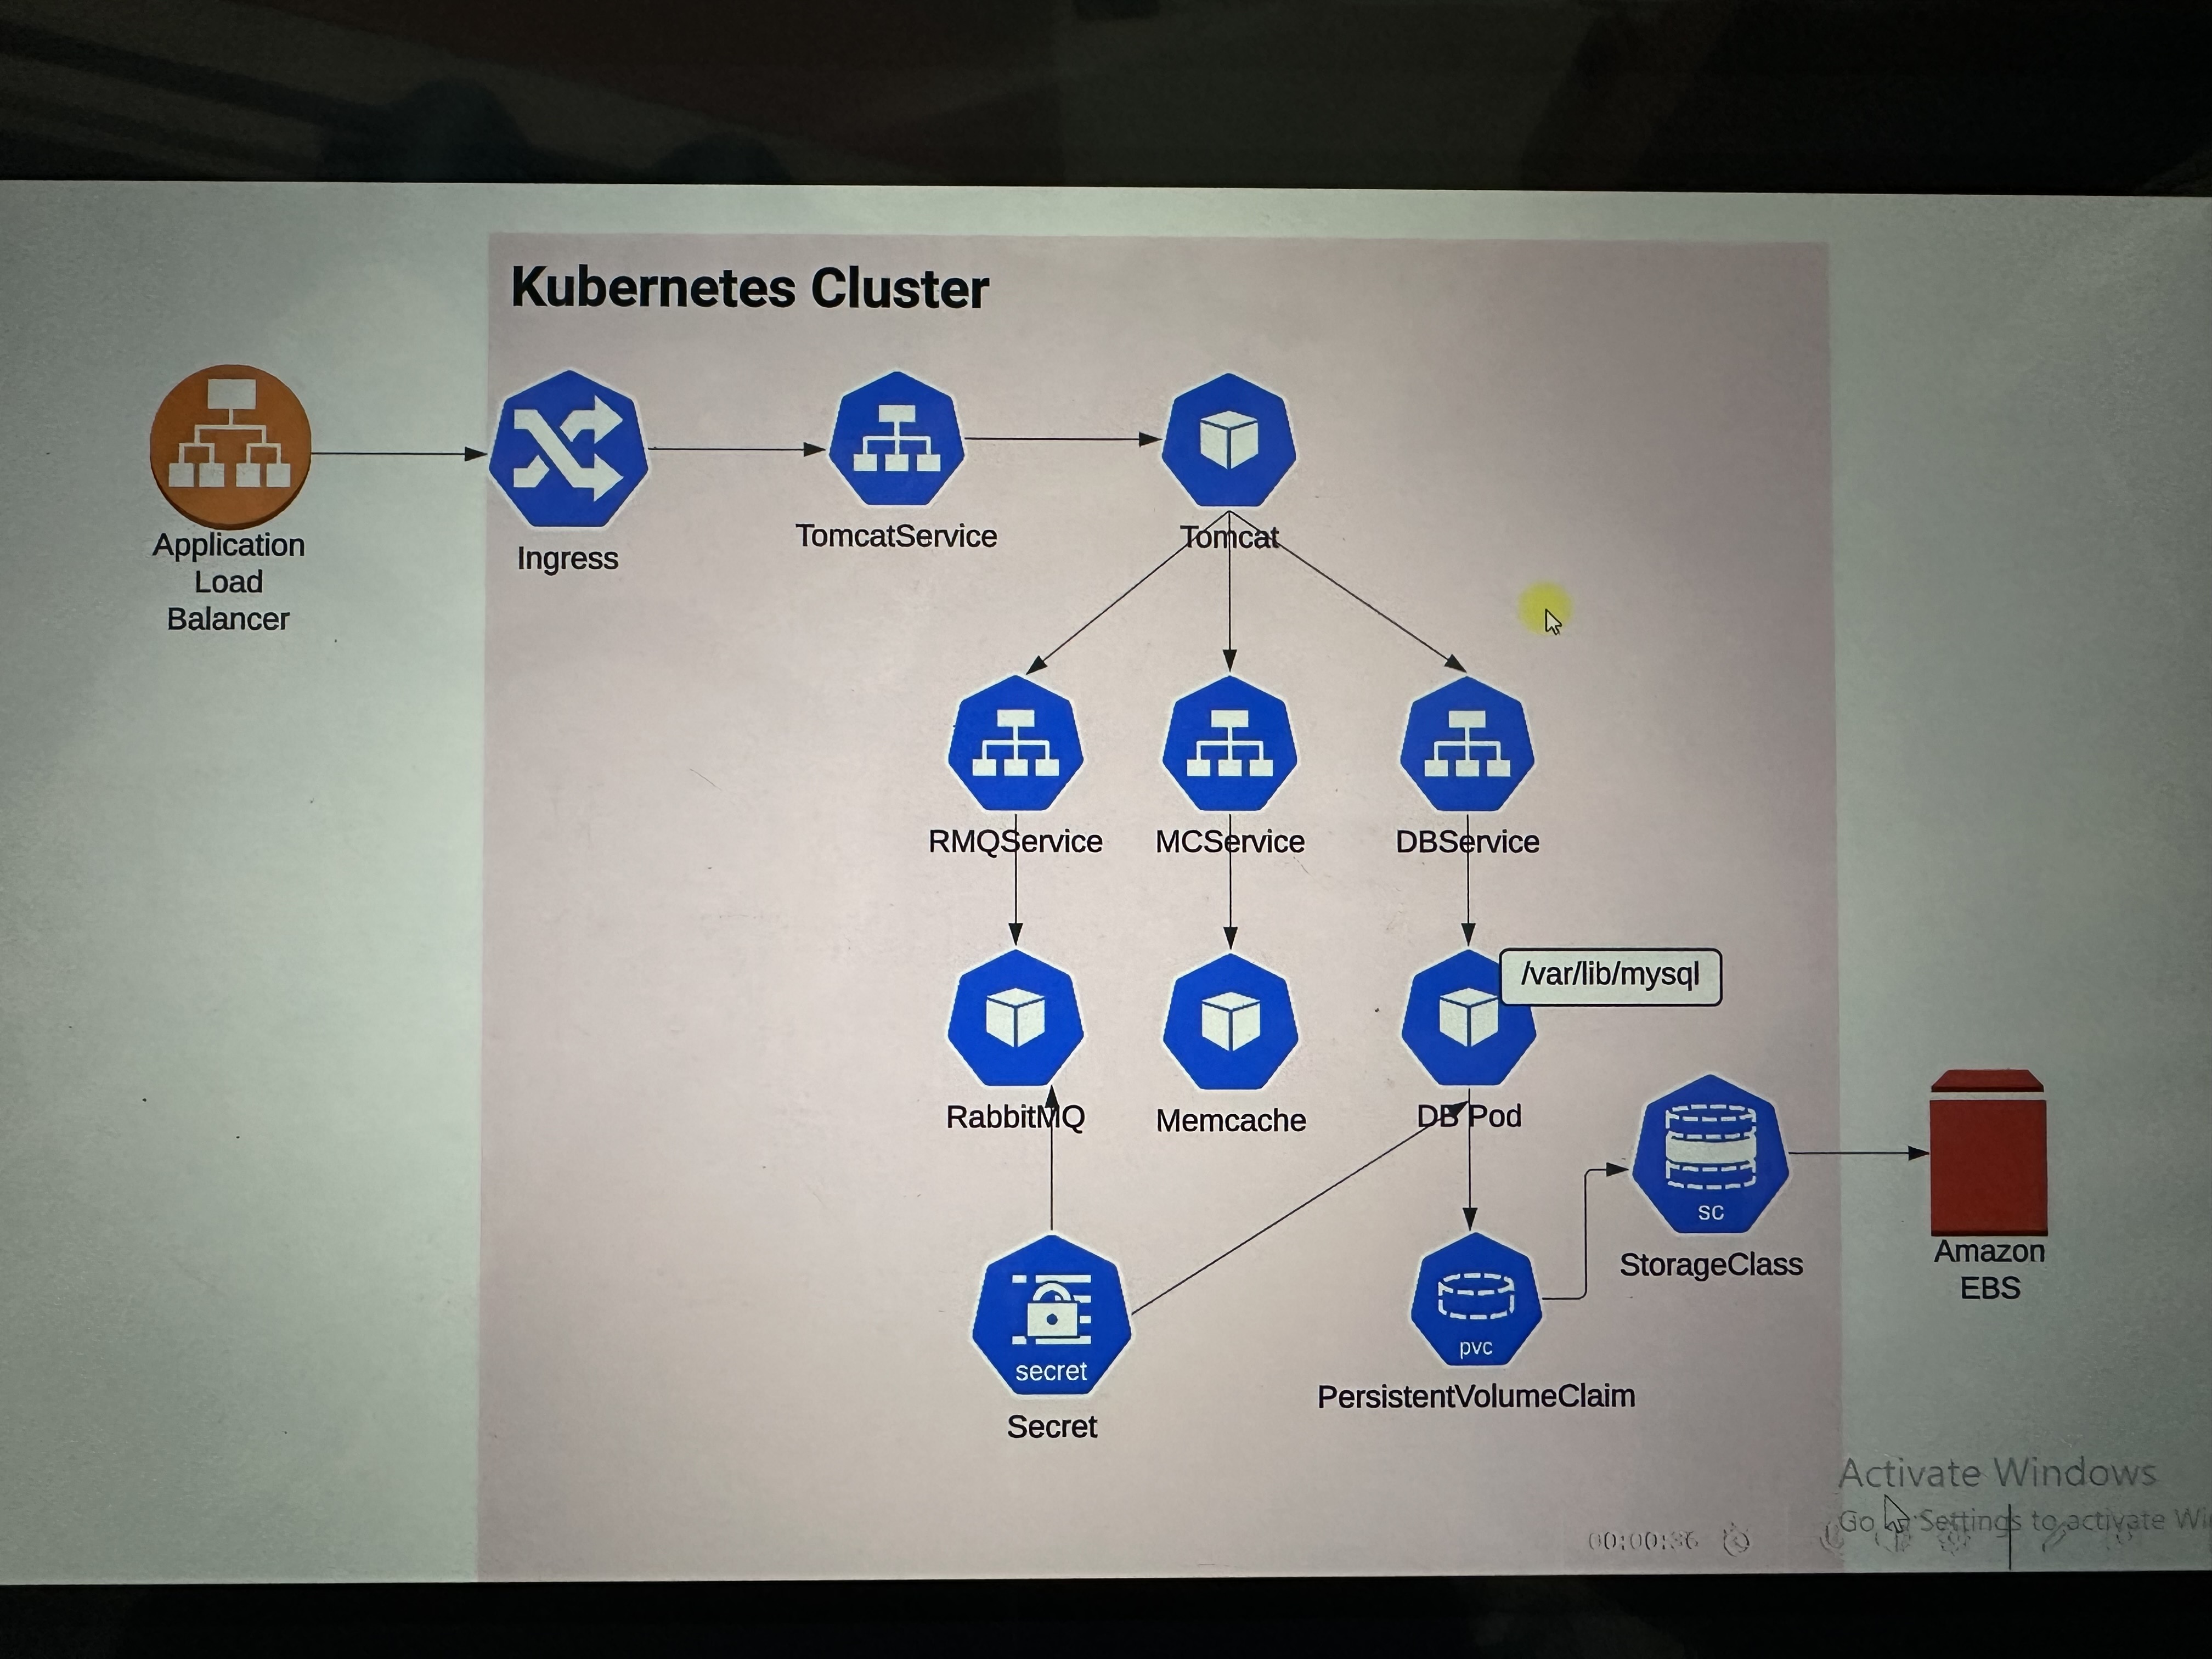 Kubernetes Cluster
Application
Load
Balancer
Ingress
TomcatService
Tomcat
RMQService
MCService
DBService
/var/lib/mysql
RabbitMQ
Memcache
DB Pod
sc
StorageClass
Amazon
EBS
secret
Secret
pvc
PersistentVolumeClaim
Activate Windows
Go to Settings to activate
00:00:36